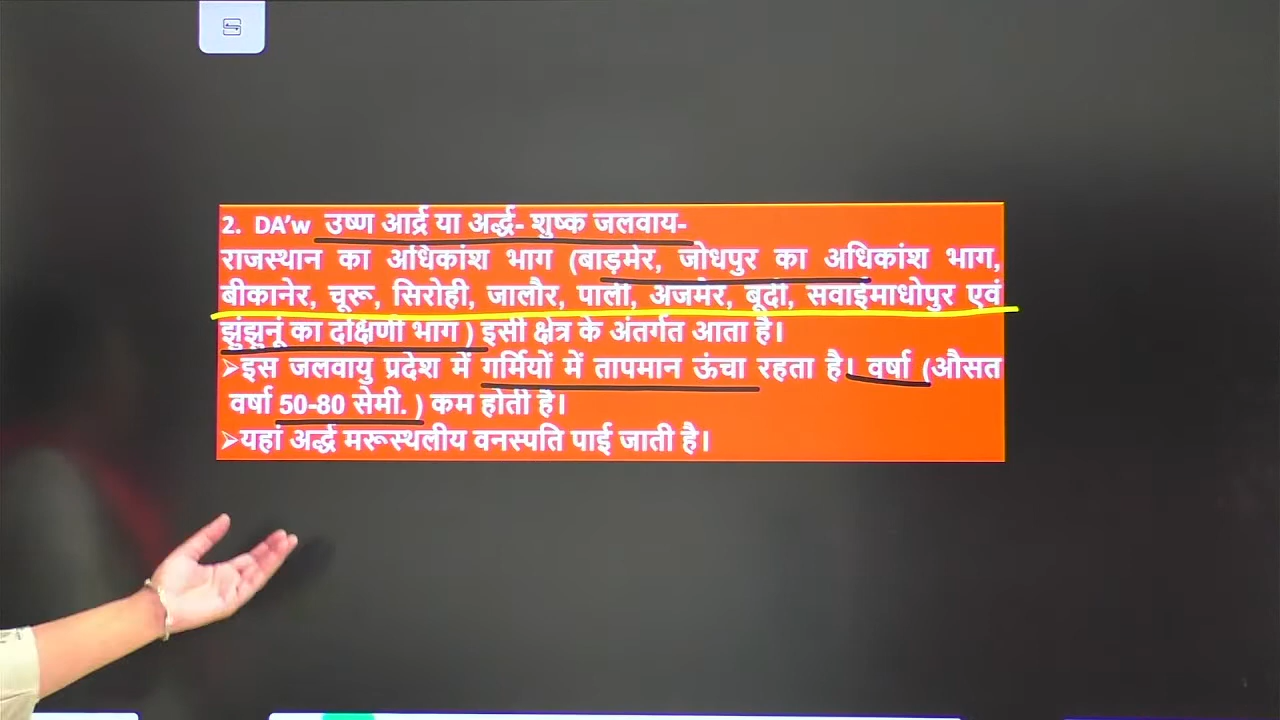 2. DA’w उष्ण आर्द्र या अर्द्ध- शुष्क जलवाय-
राजस्थान का अधिकांश भाग (बाड़मेर, जोधपुर का अधिकांश भाग,
बीकानेर, चूरू, सिरोही, जालौर, पाली, अजमेर, बूंदी, सवाईमाधोपुर एवं
झुंझूनूं का दक्षिणी भाग ) इसी क्षेत्र के अंतर्गत आता है।
➢इस जलवायु प्रदेश में गर्मियों में तापमान ऊंचा रहता है। वर्षा (औसत
वर्षा 50-80 सेमी. ) कम होती है।
➢यहां अर्द्ध मरूस्थलीय वनस्पति पाई जाती है।